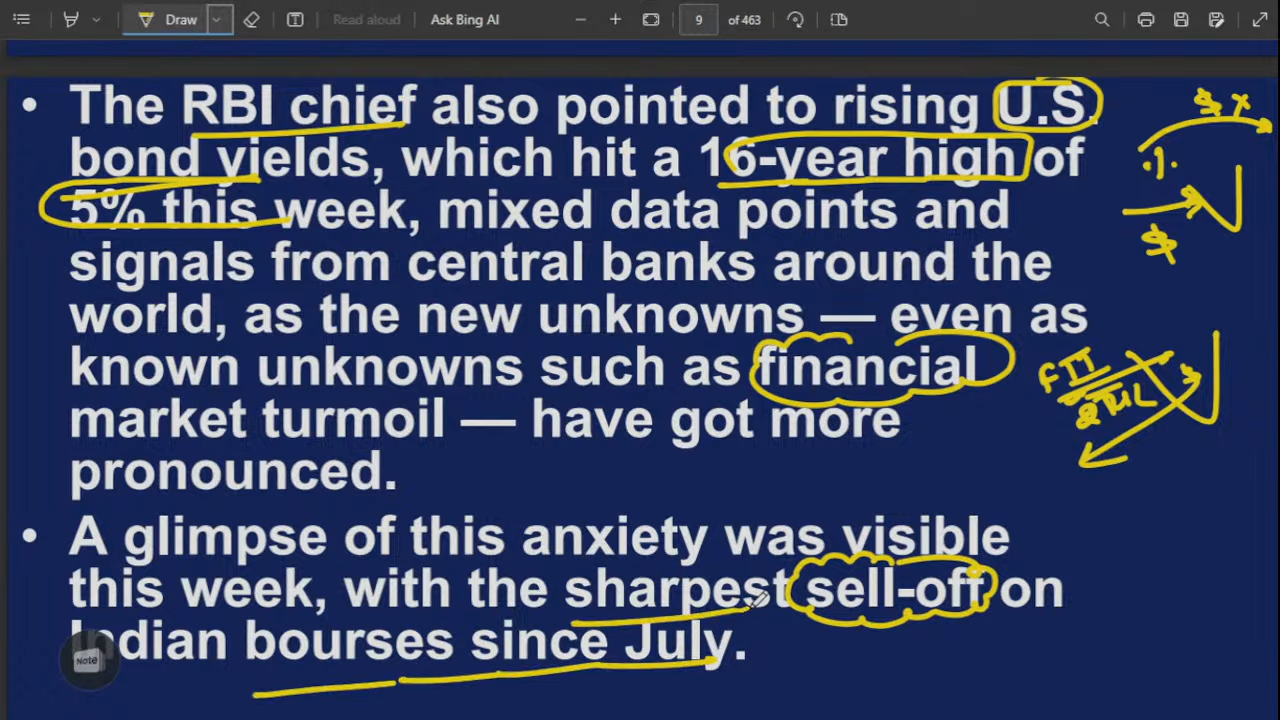 Draw
Read aloud
Ask Bing AI
9
of 463
• The RBI chief also pointed to rising U.S.
bond yields, which hit a 16-year high of
5% this week, mixed data points and
signals from central banks around the
world, as the new unknowns — even as
known unknowns such as financial
market turmoil — have got more
pronounced.
• A glimpse of this anxiety was visible
this week, with the sharpest sell-off on
Indian bourses since July.
Note
$
%
$
FII